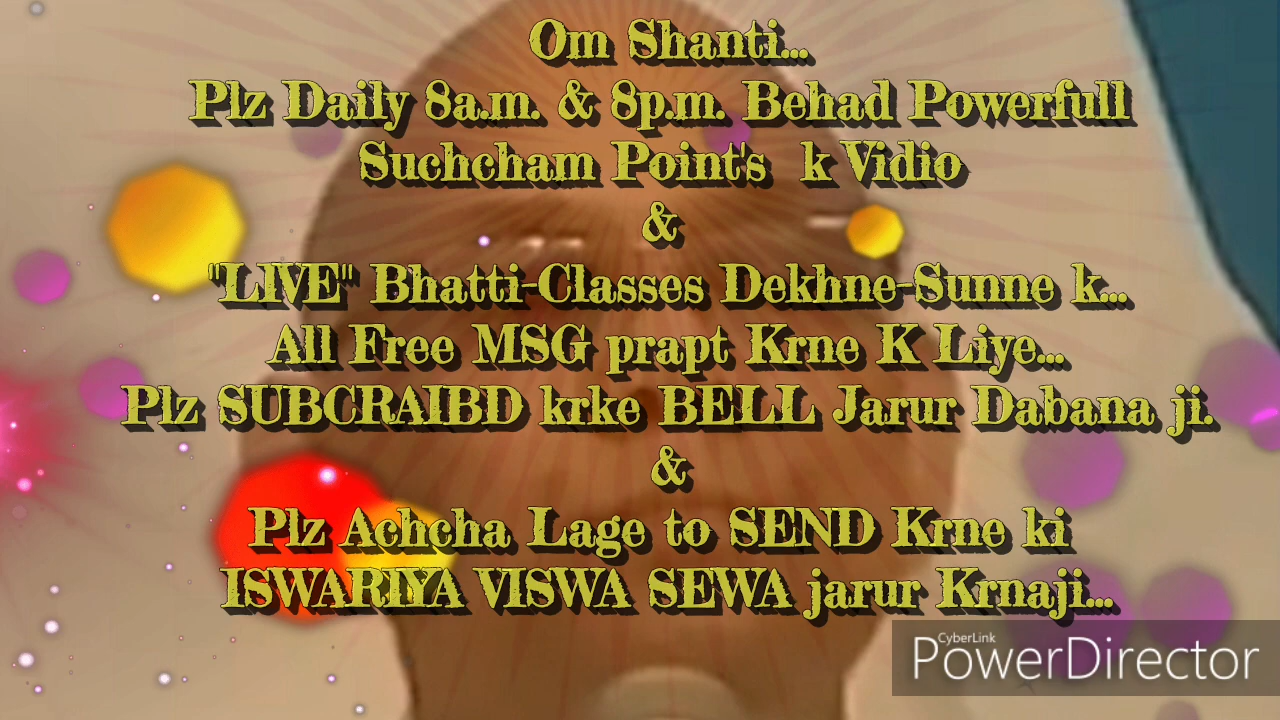 Om Shanti...
Plz Daily 8a.m. & 8p.m. Behad Powerfull
Suchcham Point's k Vidio
&
"LIVE" Bhatti-Classes Dekhne-Sunne k...
All Free MSG prapt Krne K Liye...
Plz SUBCRAIBD krke BELL Jarur Dabana ji.
&
Plz Achcha Lage to SEND Krne ki
ISWARIYA VISWA SEWA jarur Krnaji...
CyberLink
PowerDirector